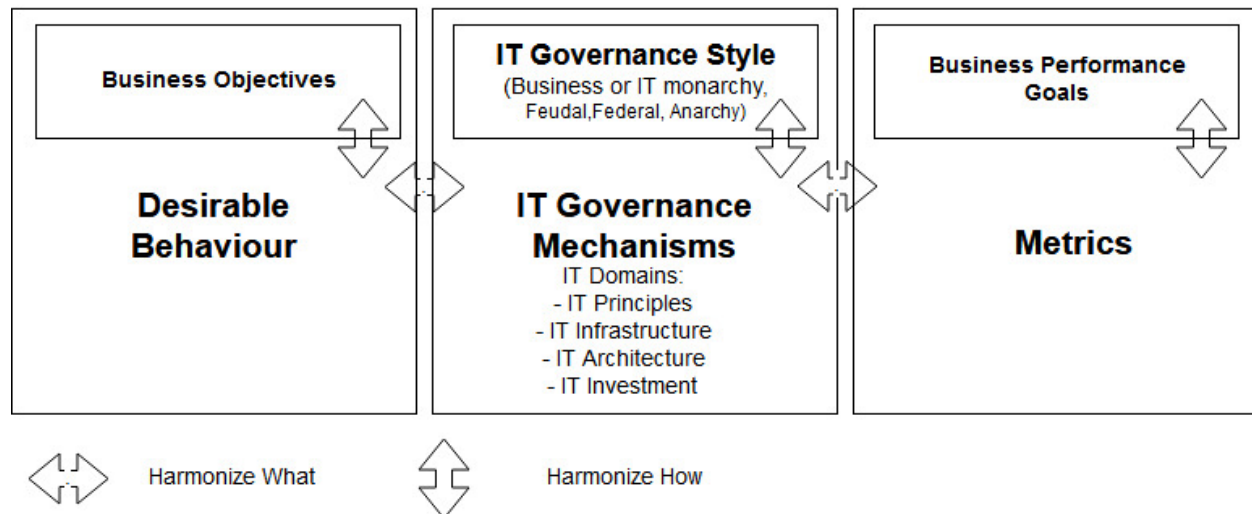 Business Objectives
Desirable
Behaviour
IT Governance Style
(Business or IT monarchy,
Feudal,Federal, Anarchy)
IT Governance
Mechanisms
IT Domains:
- IT Principles
- IT Infrastructure
- IT Architecture
- IT Investment
Business Performance
Goals
Metrics
Harmonize What
Harmonize How